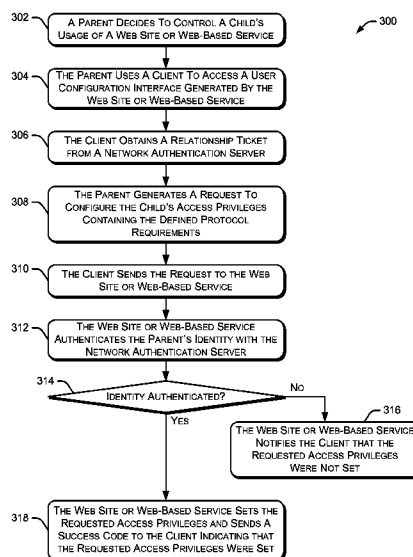 300
302
A PARENT DECIDES TO CONTROL A CHILD'S
USAGE OF A WEB SITE OR WEB-BASED SERVICE
304
THE PARENT USES A CLIENT TO ACCESS A USER
CONFIGURATION INTERFACE GENERATED BY THE
WEB SITE OR WEB-BASED SERVICE
306
THE CLIENT OBTAINS A RELATIONSHIP TICKET
FROM A NETWORK AUTHENTICATION SERVER
308
THE PARENT GENERATES A REQUEST TO
CONFIGURE THE CHILD'S ACCESS PRIVILEGES
CONTAINING THE DEFINED PROTOCOL
REQUIREMENTS
310
THE CLIENT SENDS THE REQUEST TO THE WEB
SITE OR WEB-BASED SERVICE
312
THE WEB SITE OR WEB-BASED SERVICE
AUTHENTICATES THE PARENT'S IDENTITY WITH THE
NETWORK AUTHENTICATION SERVER
314
IDENTITY AUTHENTICATED?
NO
YES
316
THE WEB SITE OR WEB-BASED SERVICE
NOTIFIES THE CLIENT THAT THE
REQUESTED ACCESS PRIVILEGES
WERE NOT SET
318
THE WEB SITE OR WEB-BASED SERVICE SETS THE
REQUESTED ACCESS PRIVILEGES AND SENDS A
SUCCESS CODE TO THE CLIENT INDICATING THAT
THE REQUESTED ACCESS PRIVILEGES WERE SET